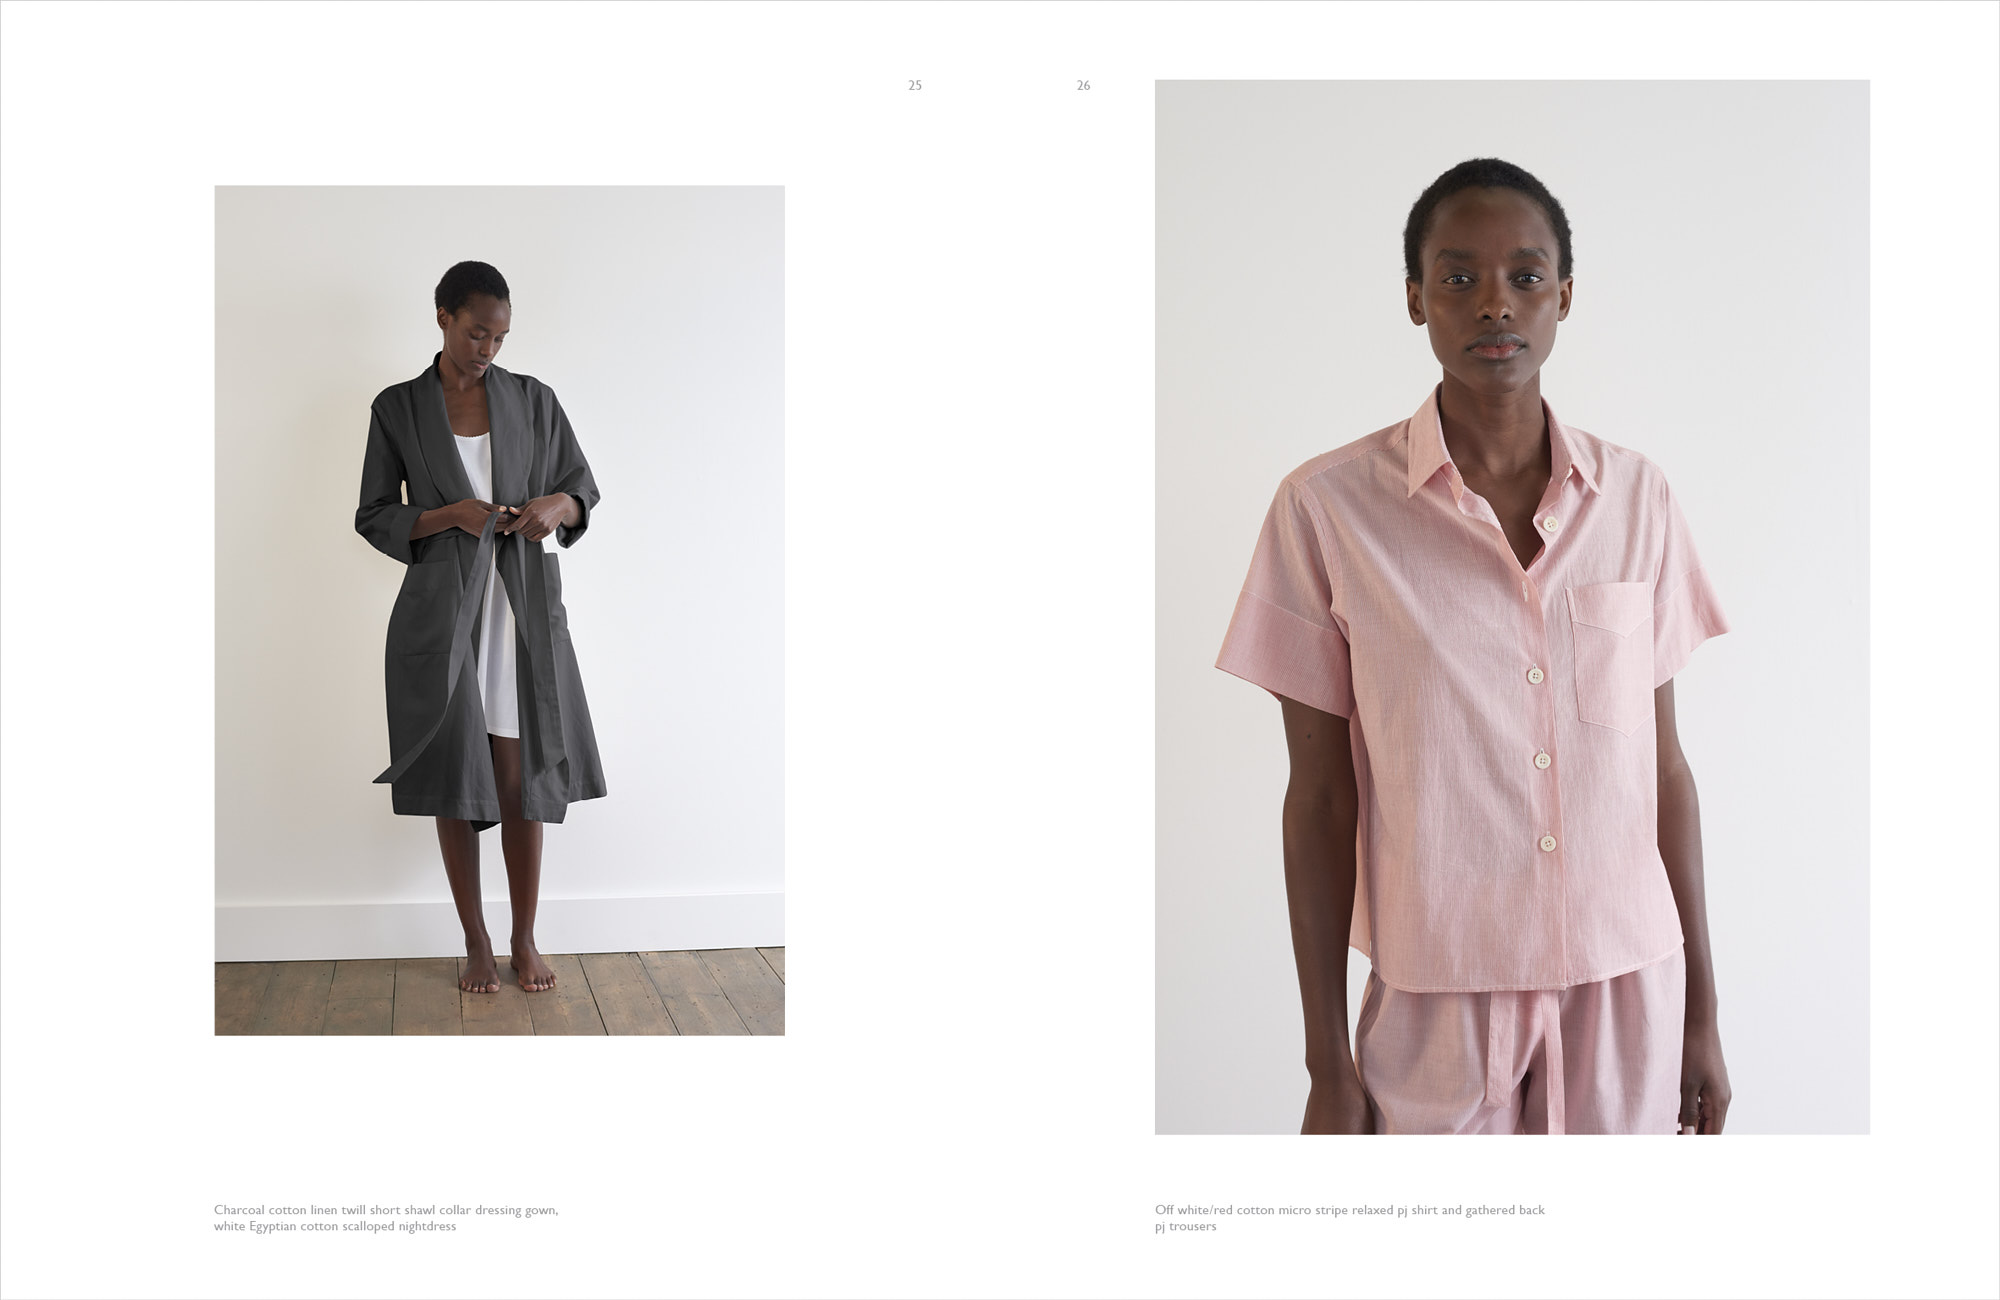 25
26
Charcoal cotton linen twill short shawl collar dressing gown,
white Egyptian cotton scalloped nightdress
Off white/red cotton micro stripe relaxed pj shirt and gathered back
pj trousers